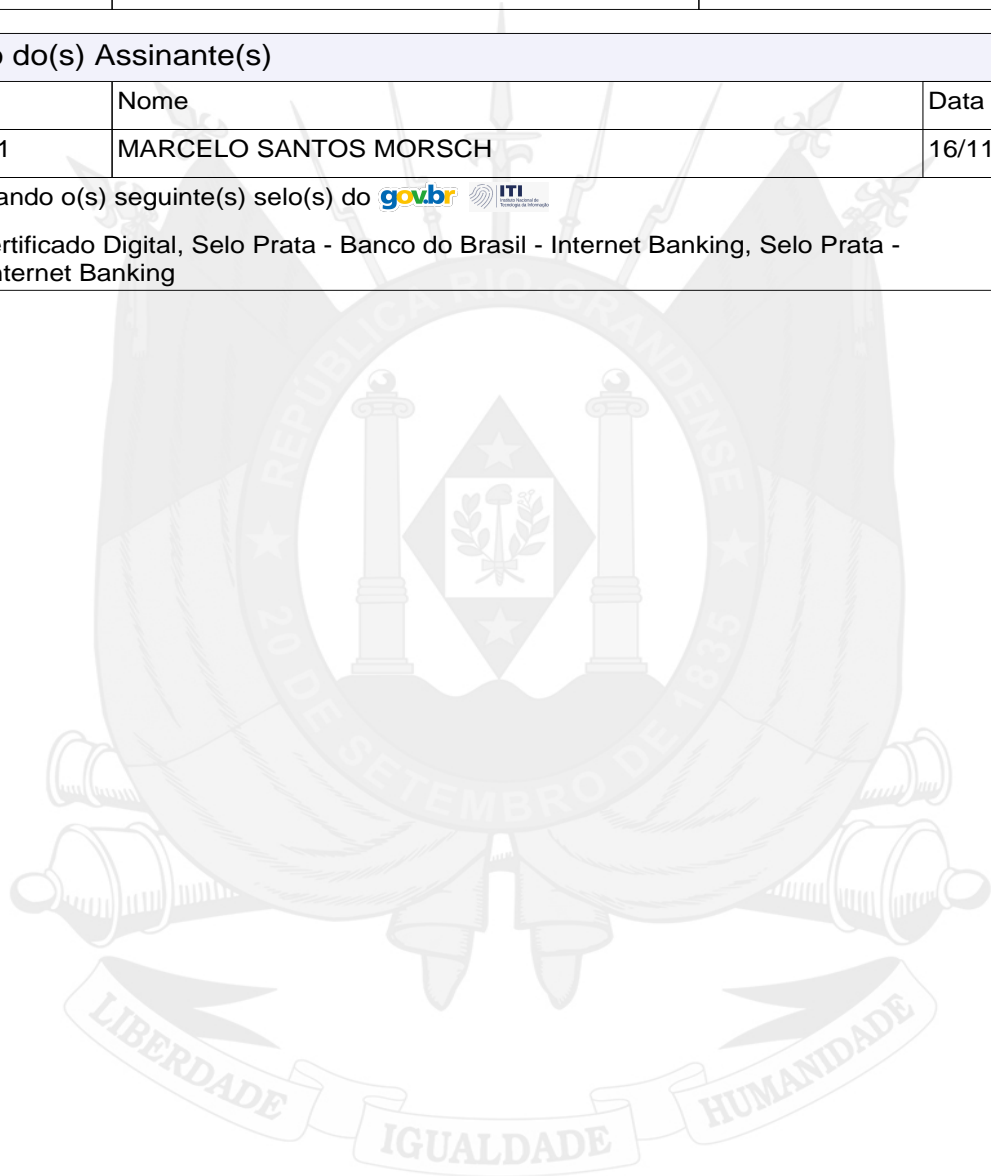 o do(s) Assinante(s)
Nome Data
1 MARCELO SANTOS MORSCH 16/11
ando o(s) seguinte(s) selo(s) do gov.br ITI
ertificado Digital, Selo Prata - Banco do Brasil - Internet Banking, Selo Prata -
nternet Banking
REPÚBLICA RIO GRANDENSE
20 DE SETEMBRO DE 1835
LIBERDADE IGUALDADE HUMANIDADE